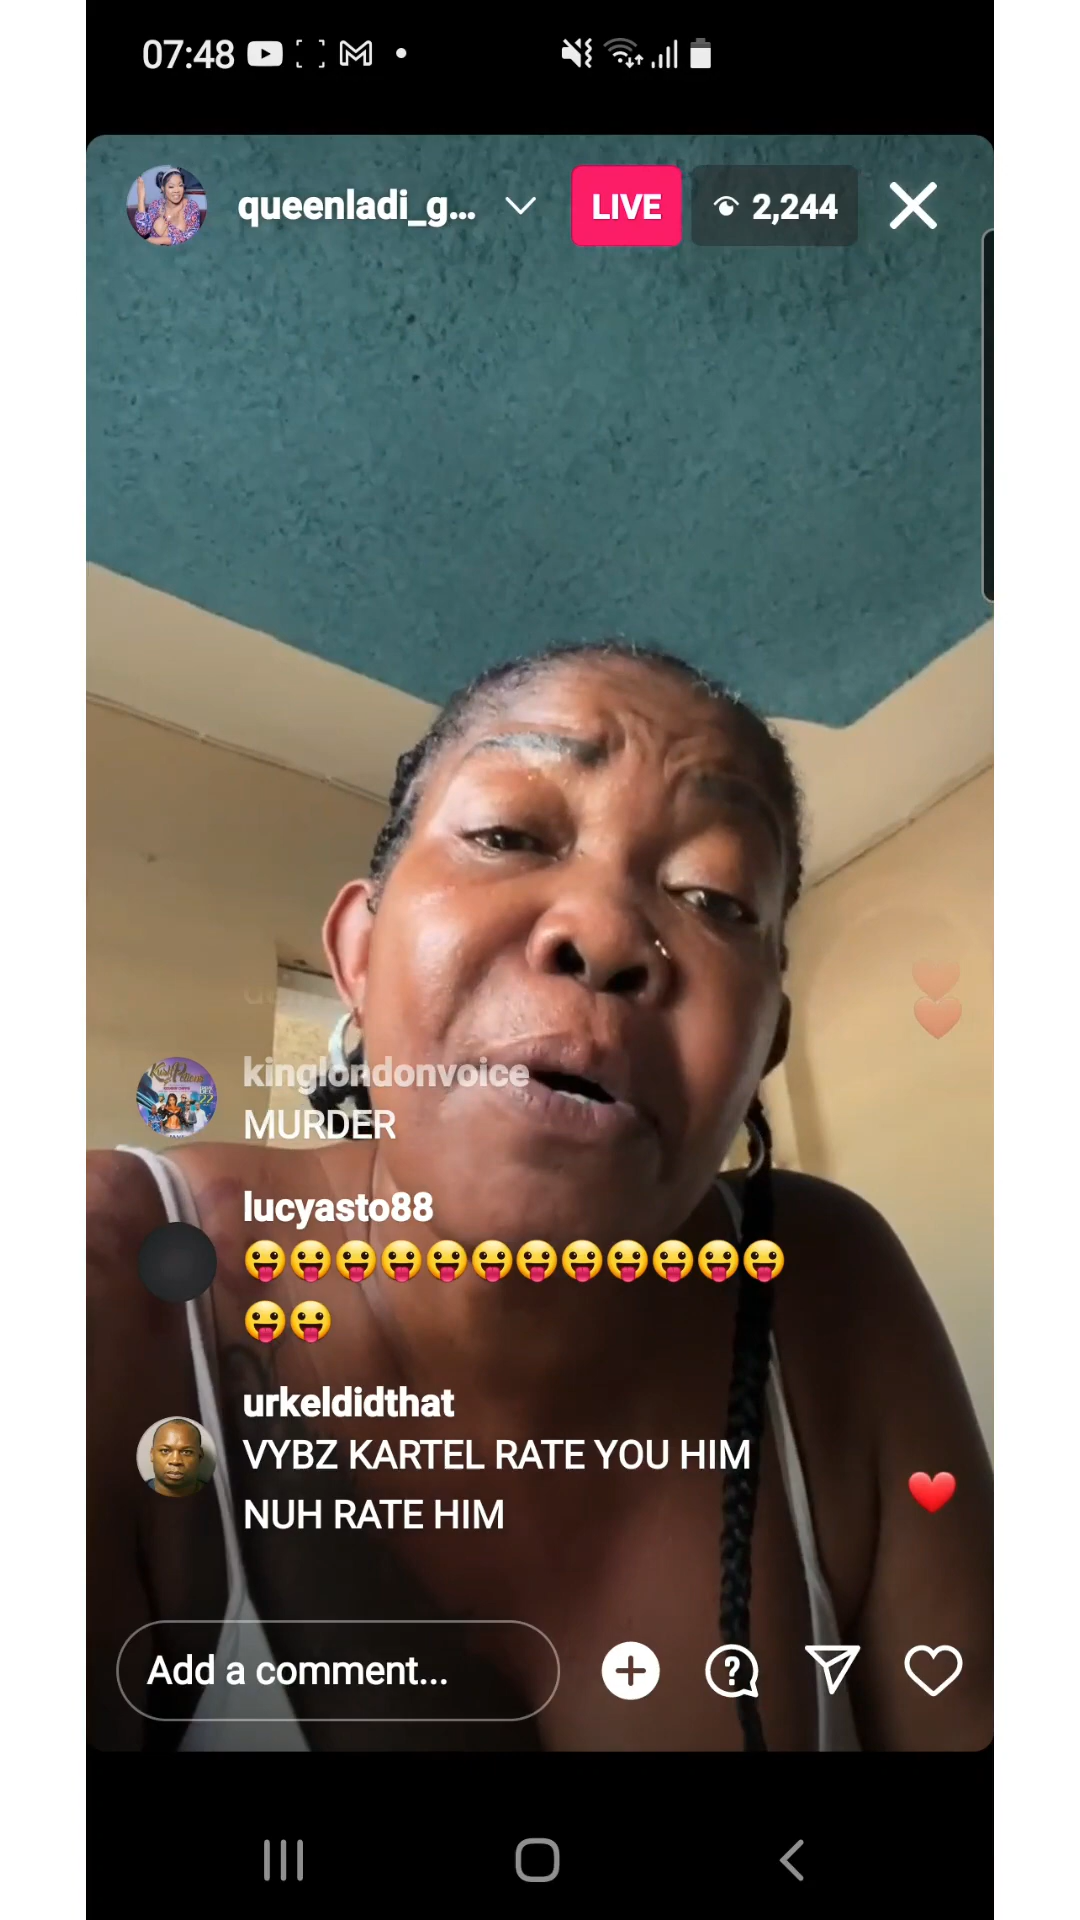 07:48
queenladi_g...
LIVE
2,244
kinglondonvoice
MURDER
lucyasto88
😛😛😛😛😛😛😛😛😛😛😛😛
😛😛
urkeldidthat
VYBZ KARTEL RATE YOU HIM
NUH RATE HIM
Add a comment...